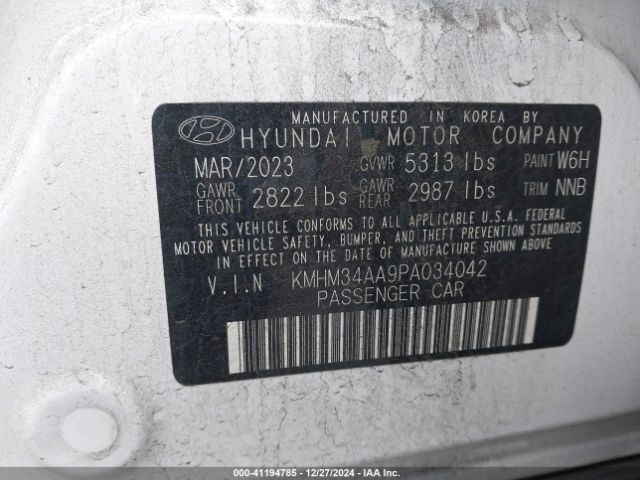 MANUFACTURED IN KOREA BY
HYUNDAI MOTOR COMPANY
MAR/2023 GVWR 5313 lbs PAINT W6H
GAWR FRONT 2822 lbs GAWR REAR 2987 lbs TRIM NNB
THIS VEHICLE CONFORMS TO ALL APPLICABLE U.S.A. FEDERAL
MOTOR VEHICLE SAFETY, BUMPER, AND THEFT PREVENTION STANDARDS
IN EFFECT ON THE DATE OF MANUFACTURE SHOWN ABOVE
V.I.N KMHM34AA9PA034042
PASSENGER CAR
000-41194785 - 12/27/2024 - IAA Inc.